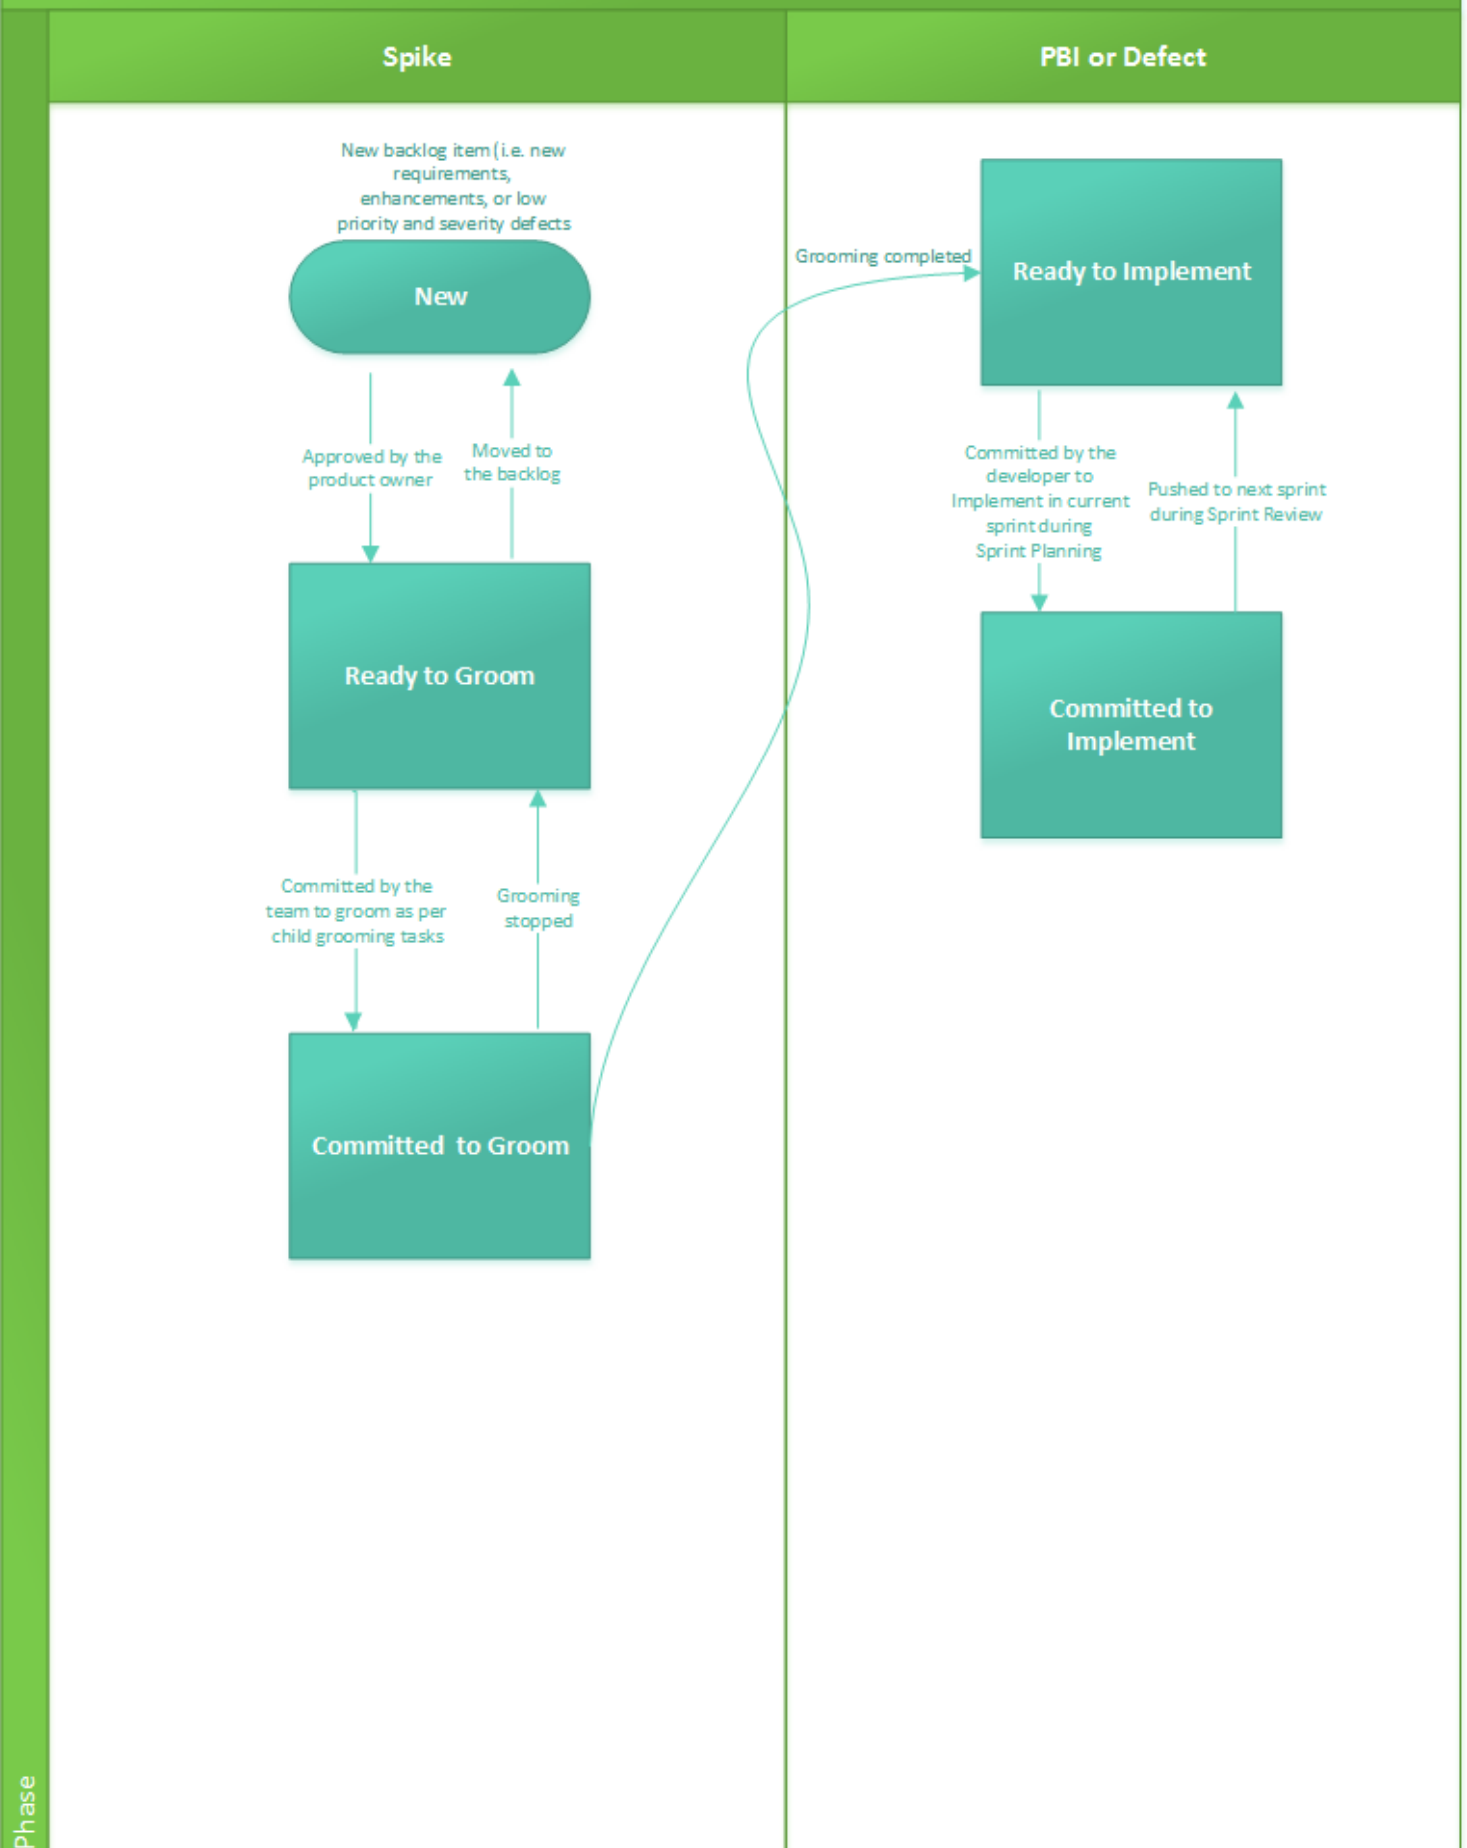 Spike
PBI or Defect
New backlog item (i.e. new
requirements,
enhancements, or low
priority and severity defects
New
Approved by the
product owner
Moved to
the backlog
Ready to Groom
Committed by the
team to groom as per
child grooming tasks
Grooming
stopped
Committed to Groom
Grooming completed
Ready to Implement
Committed by the
developer to
Implement in current
sprint during
Sprint Planning
Pushed to next sprint
during Sprint Review
Committed to
Implement
Phase